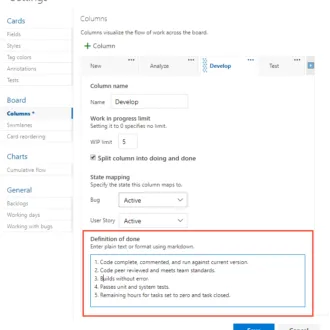 Settings
Cards
Fields
Styles
Tag colors
Annotations
Tests
Board
Columns *
Swimlanes
Card reordering
Charts
Cumulative flow
General
Backlogs
Working days
Working with bugs
Columns
Columns visualize the flow of work across the board.
+ Column
New
Analyze
Develop
Test
Column name
Name Develop
Work in progress limit
Setting it to 0 specifies no limit.
WIP limit 5
Split column into doing and done
State mapping
Specify the state this column maps to.
Bug Active
User Story Active
Definition of done
Enter plain text or format using markdown.
1. Code complete, commented, and run against current version.
2. Code peer reviewed and meets team standards.
3. Builds without error.
4. Passes unit and system tests.
5. Remaining hours for tasks set to zero and task closed.